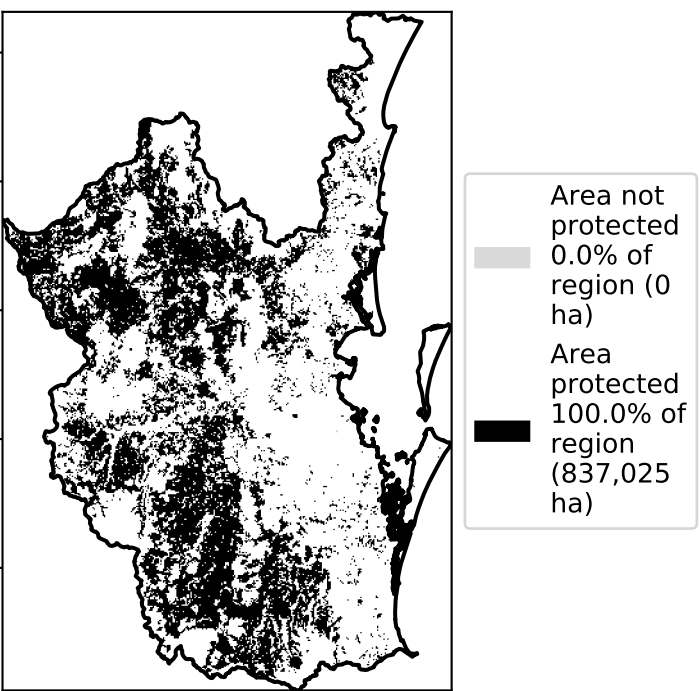 Area not
protected
0.0% of
region (0
ha)
Area
protected
100.0% of
region
(837,025
ha)